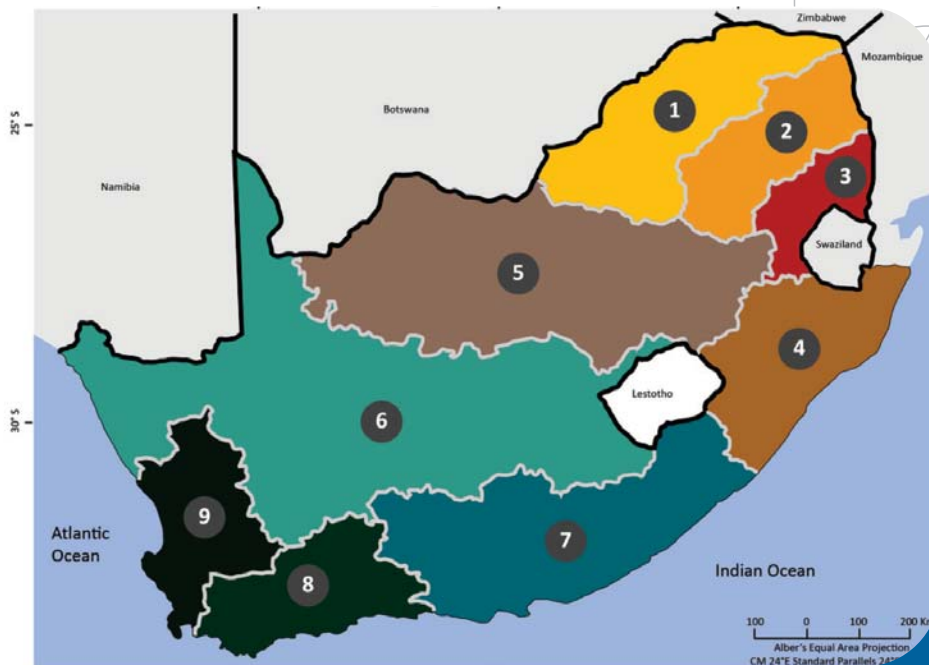 Zimbabwe
Mozambique
25° S
Botswana
1
2
Namibia
3
Swaziland
5
4
Lestotho
30° S
6
9
7
Atlantic
Ocean
8
Indian Ocean
100 0 100 200
Alber's Equal Area Projection
CM 24°E Standard Parallels